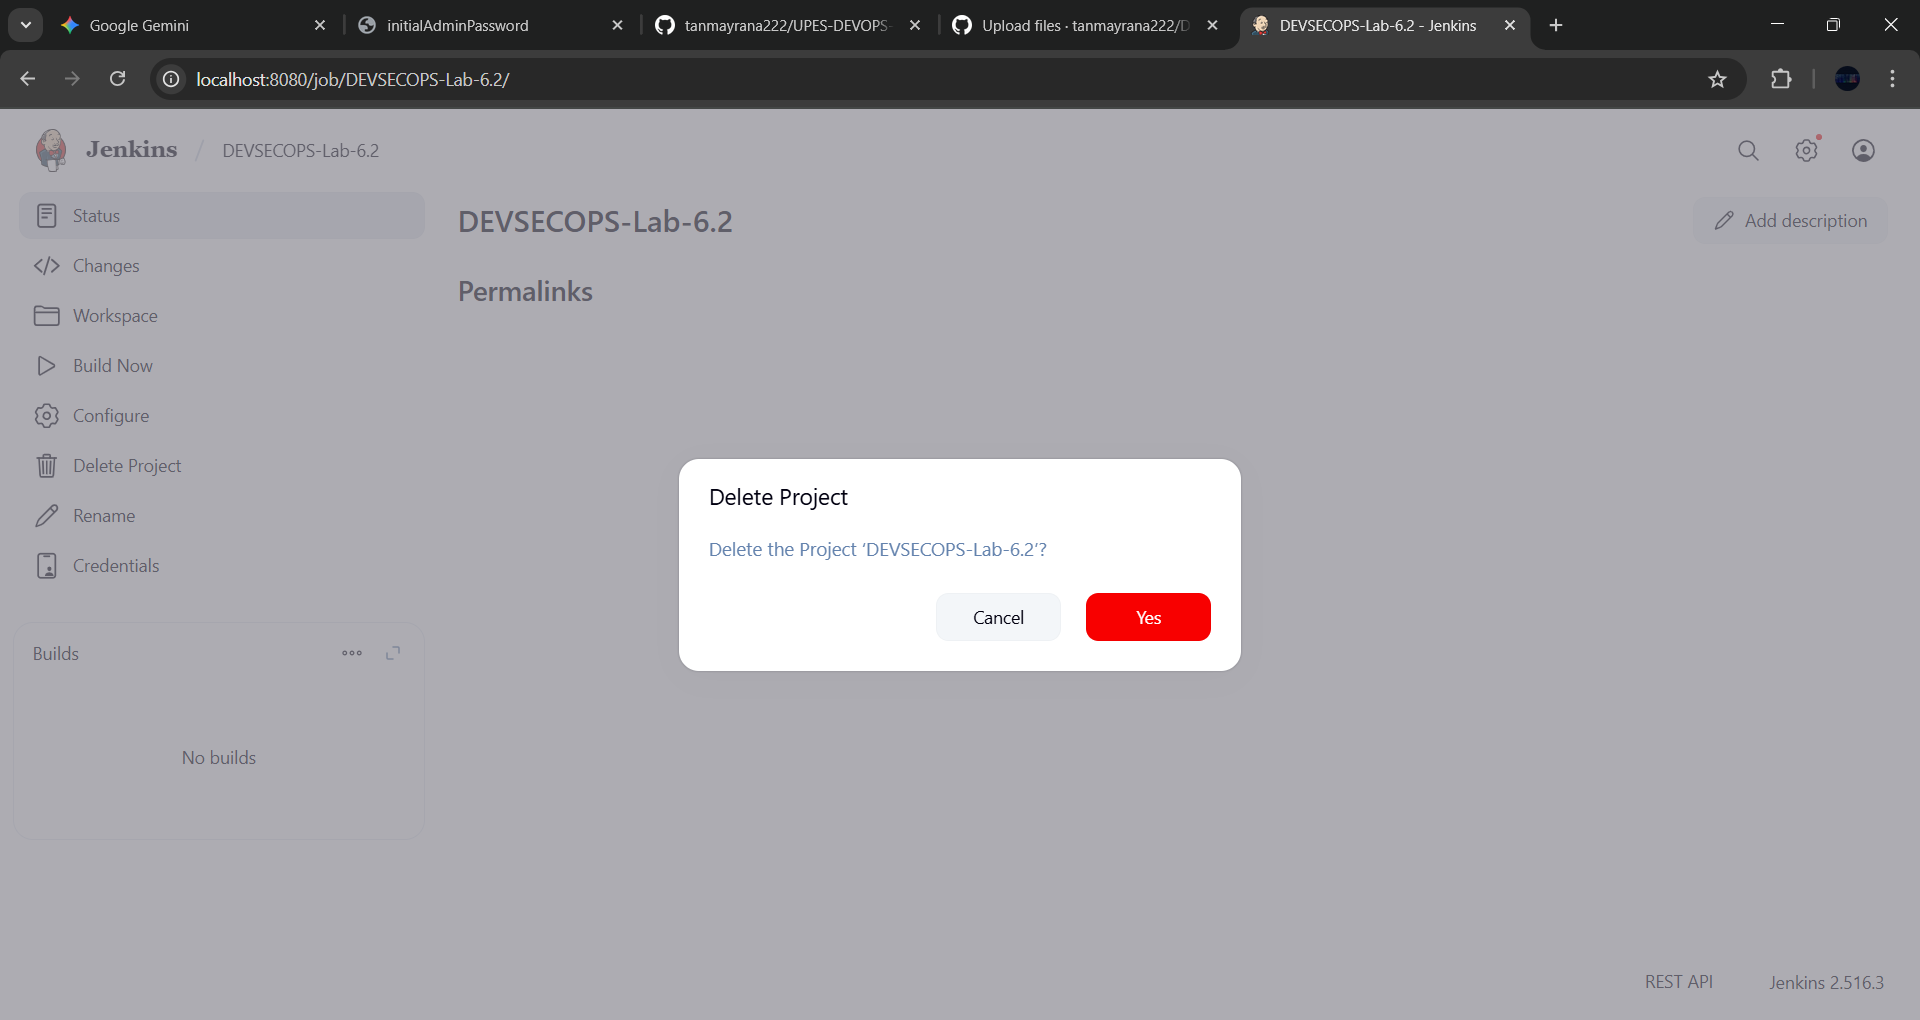 Google Gemini
initialAdminPassword
tanmayrana222/UPES-DEVOPS-
Upload files · tanmayrana222/D
DEVSECOPS-Lab-6.2 - Jenkins
localhost:8080/job/DEVSECOPS-Lab-6.2/
Jenkins / DEVSECOPS-Lab-6.2
Status
Changes
Workspace
Build Now
Configure
Delete Project
Rename
Credentials
Builds
No builds
DEVSECOPS-Lab-6.2
Add description
Permalinks
Delete Project
Delete the Project ‘DEVSECOPS-Lab-6.2’?
Cancel
Yes
REST API
Jenkins 2.516.3